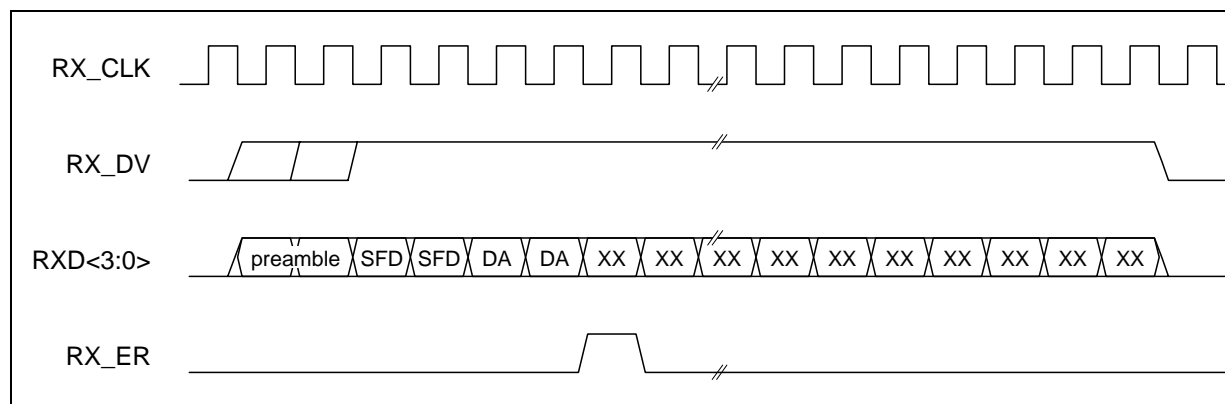 RX_CLK
RX_DV
RXD<3:0> preamble SFD SFD DA DA XX XX XX XX XX XX XX XX XX XX
RX_ER